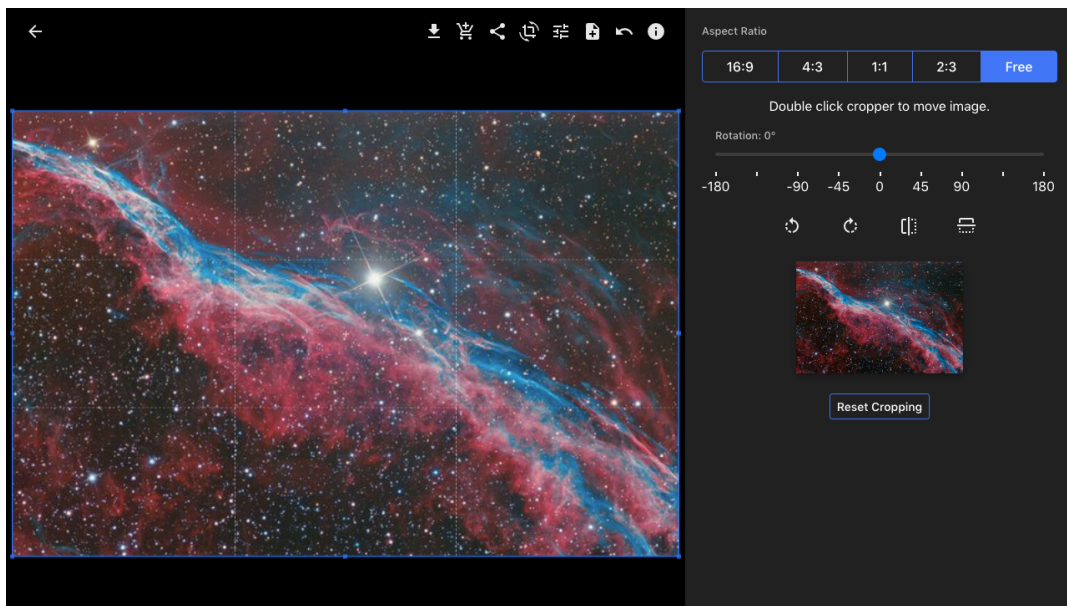 Aspect Ratio
16:9 4:3 1:1 2:3 Free
Double click cropper to move image.
Rotation: 0°
-180 -90 -45 0 45 90 180
Reset Cropping